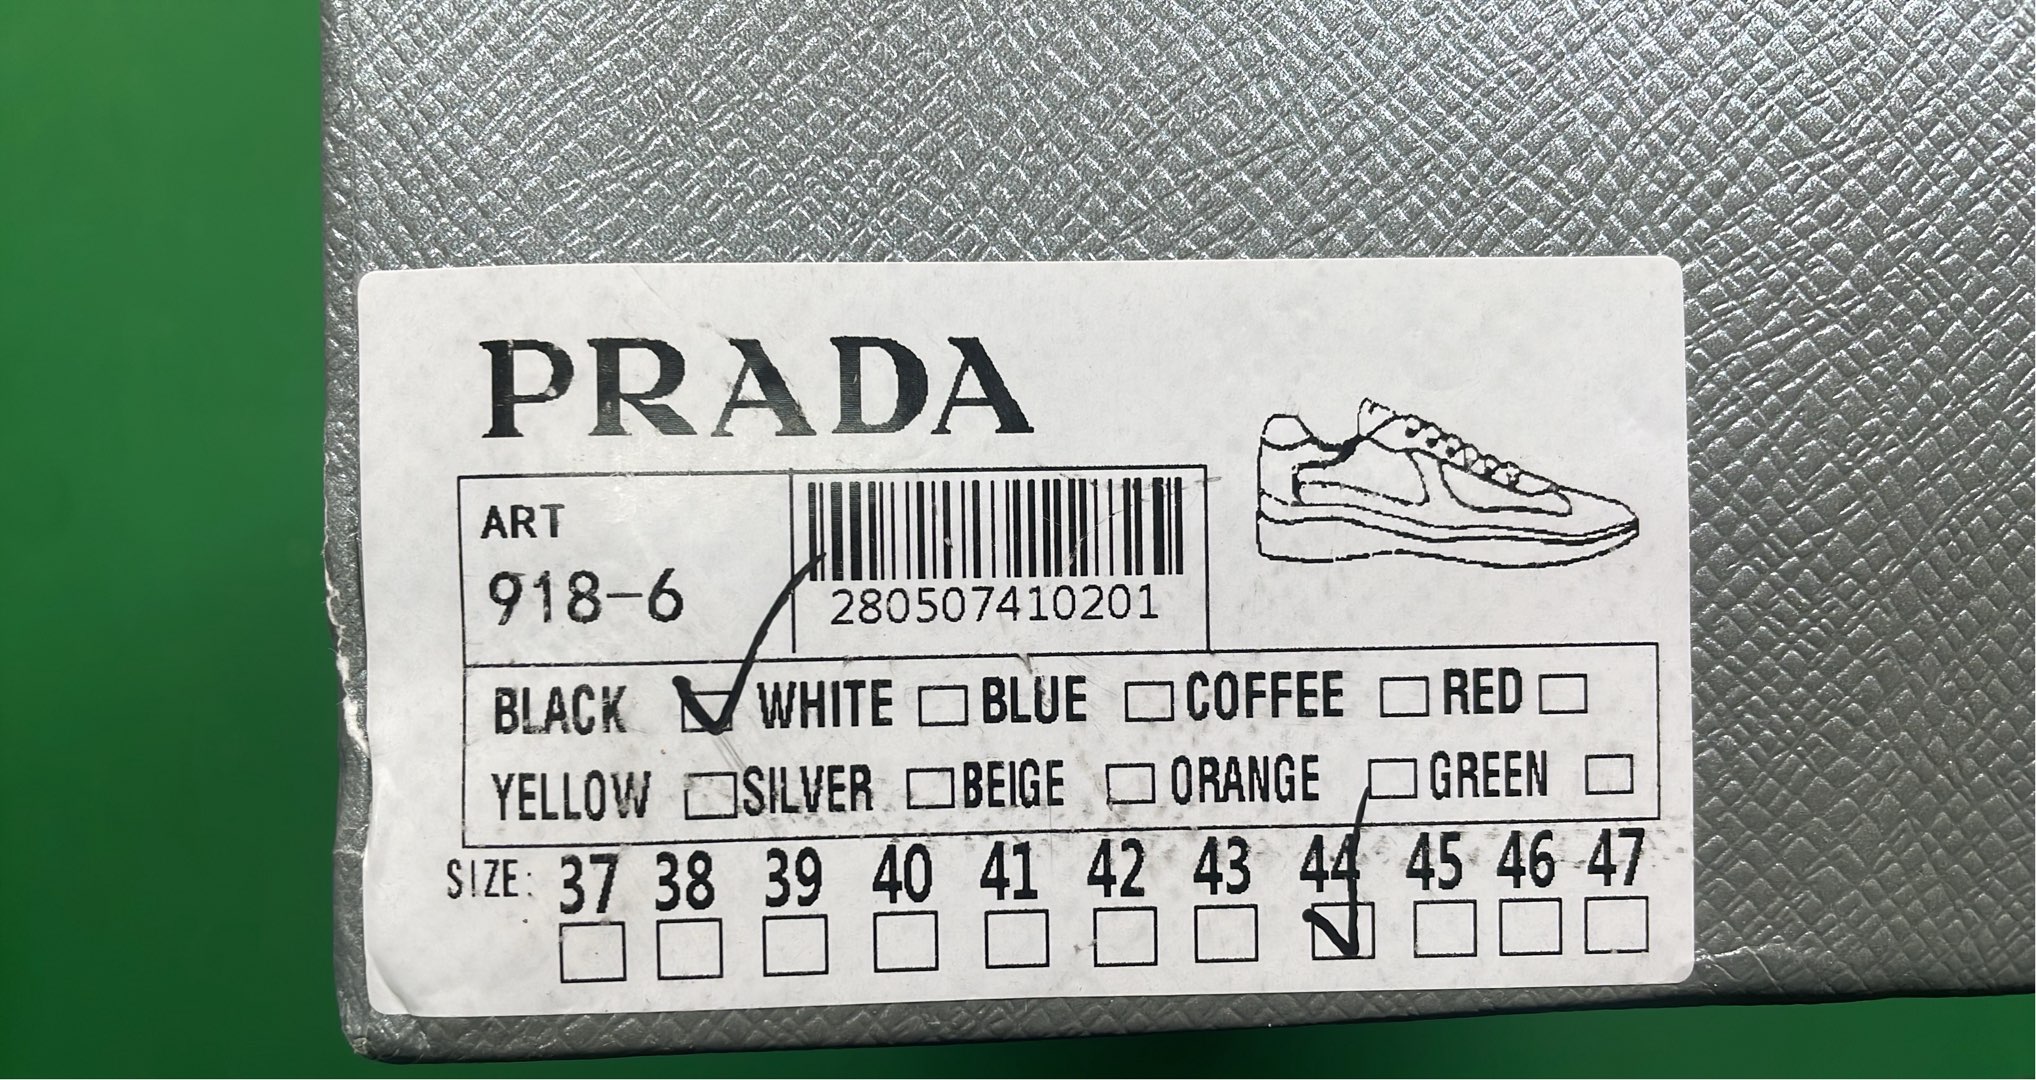 PRADA
ART
918-6
280507410201
BLACK WHITE BLUE COFFEE RED
YELLOW SILVER BEIGE ORANGE GREEN
SIZE: 37 38 39 40 41 42 43 44 45 46 47